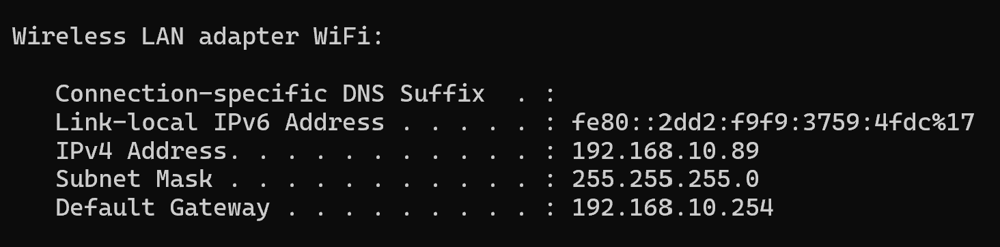 Wireless LAN adapter WiFi:
Connection-specific DNS Suffix  . :
Link-local IPv6 Address . . . . . : fe80::2dd2:f9f9:3759:4fdc%17
IPv4 Address. . . . . . . . . . . : 192.168.10.89
Subnet Mask . . . . . . . . . . . : 255.255.255.0
Default Gateway . . . . . . . . . : 192.168.10.254